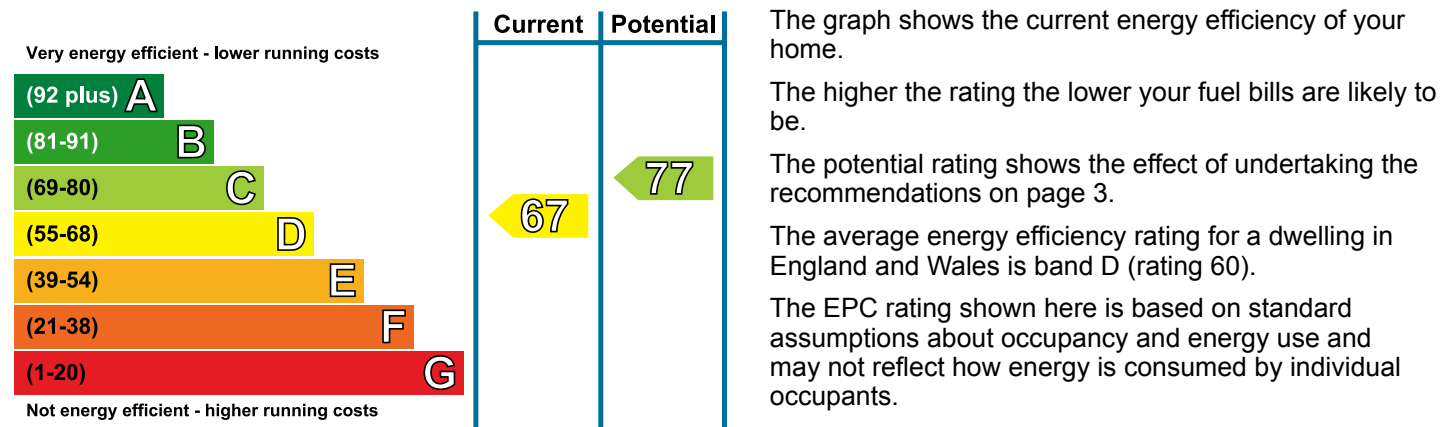 Current Potential
Very energy efficient - lower running costs
(92 plus) A
(81-91) B
(69-80) C
(55-68) D
(39-54) E
(21-38) F
(1-20) G
Not energy efficient - higher running costs
67
77
The graph shows the current energy efficiency of your
home.
The higher the rating the lower your fuel bills are likely to
be.
The potential rating shows the effect of undertaking the
recommendations on page 3.
The average energy efficiency rating for a dwelling in
England and Wales is band D (rating 60).
The EPC rating shown here is based on standard
assumptions about occupancy and energy use and
may not reflect how energy is consumed by individual
occupants.